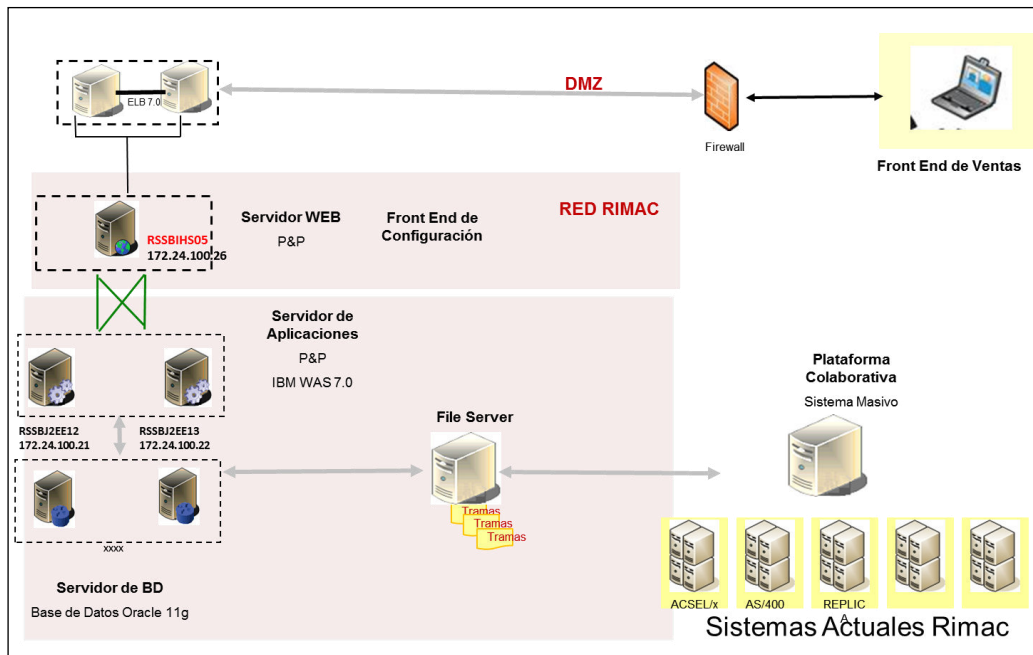 ELB 7.0
DMZ
Firewall
Front End de Ventas
RED RIMAC
Servidor WEB
P&P
Front End de
Configuración
RSSBIHS05
172.24.100.26
Servidor de
Aplicaciones
P&P
IBM WAS 7.0
RSSBJ2EE12
172.24.100.21
RSSBJ2EE13
172.24.100.22
File Server
Tramas
Tramas
Tramas
Plataforma
Colaborativa
Sistema Masivo
xxxx
Servidor de BD
Base de Datos Oracle 11g
ACSEL/x
AS/400
REPLIC
A
Sistemas Actuales Rimac